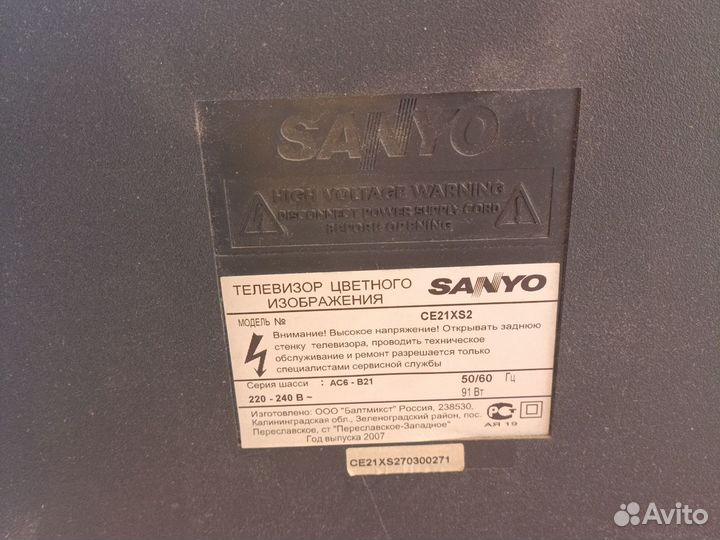 SANYO
HIGH VOLTAGE WARNING
DISCONNECT POWER SUPPLY CORD
BEFORE OPENING
ТЕЛЕВИЗОР ЦВЕТНОГО
ИЗОБРАЖЕНИЯ
SANYO
МОДЕЛЬ № CE21XS2
Внимание! Высокое напряжение! Открывать заднюю
стенку телевизора, проводить техническое
обслуживание и ремонт разрешается только
специалистами сервисной службы
Серия шасси : AC6 - B21 50/60 Гц
220 - 240 В ~ 91 Вт
Изготовлено: ООО "Балтмикст" Россия, 238530,
Калининградская обл., Зеленоградский район, пос.
Переславское, ст "Переславское-Западное"
Год выпуска 2007
РСТ
АЯ 19
CE21XS270300271
Avito